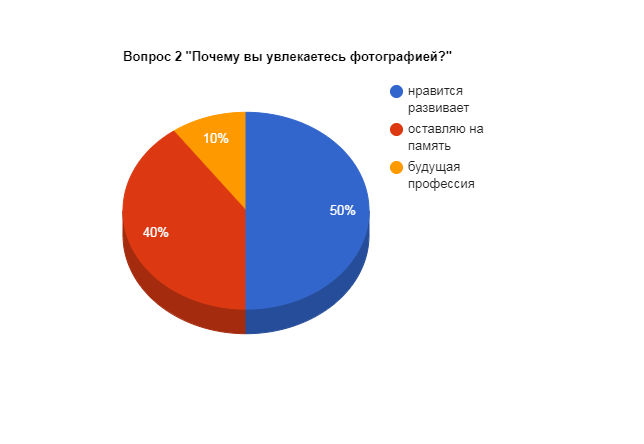 Вопрос 2 "Почему вы увлекаетесь фотографией?"
нравится
развивает
оставляю на
память
будущая
профессия
10%
50%
40%